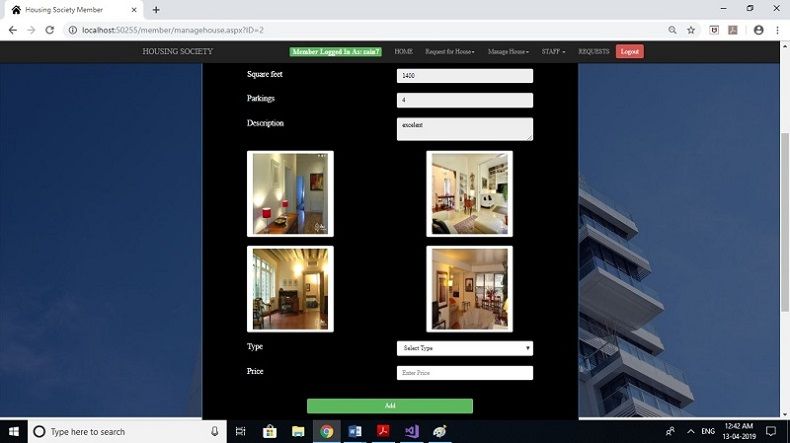 Housing Society Member
localhost:50255/member/managehouse.aspx?ID=2
HOUSING SOCIETY
Member Logged In As: zain7
HOME
Request for House
Manage House
STAFF
REQUESTS
Logout
Square feet
1400
Parkings
4
Description
excelent
Type
Select Type
Price
Enter Price
Add
Type here to search
ENG
12:42 AM
13-04-2019